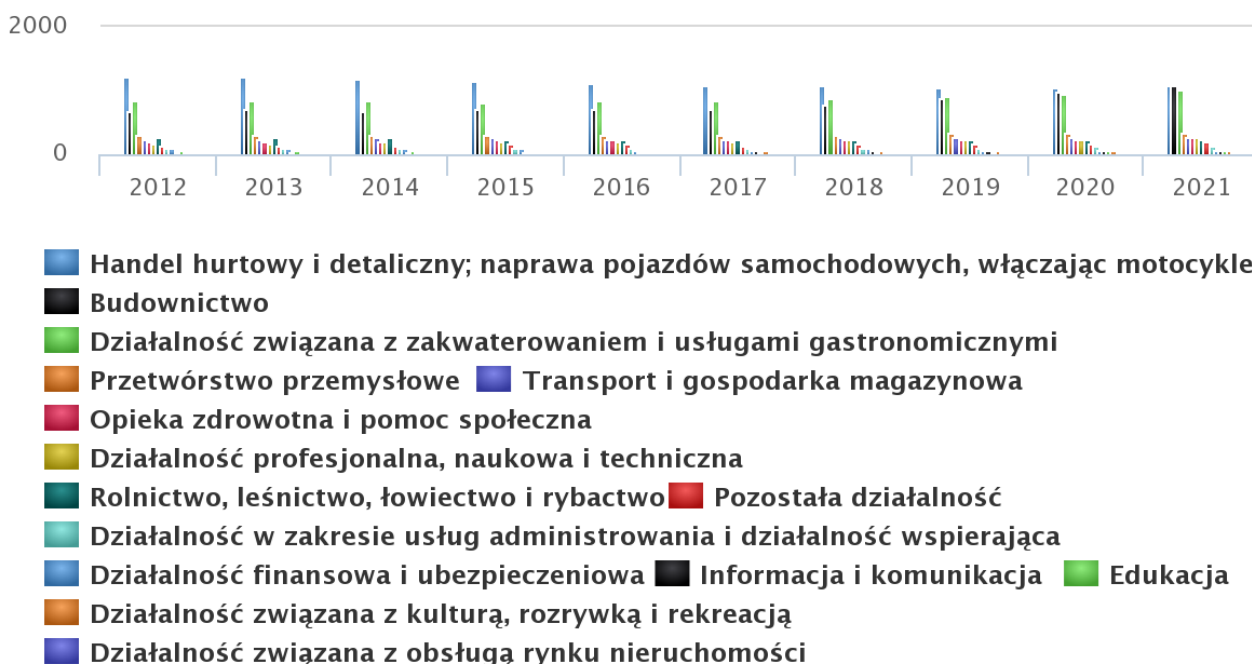 2000
0
2012 2013 2014 2015 2016 2017 2018 2019 2020 2021
Handel hurtowy i detaliczny; naprawa pojazdów samochodowych, włączając motocykle
Budownictwo
Działalność związana z zakwaterowaniem i usługami gastronomicznymi
Przetwórstwo przemysłowe Transport i gospodarka magazynowa
Opieka zdrowotna i pomoc społeczna
Działalność profesjonalna, naukowa i techniczna
Rolnictwo, leśnictwo, łowiectwo i rybactwo Pozostała działalność
Działalność w zakresie usług administrowania i działalność wspierająca
Działalność finansowa i ubezpieczeniowa Informacja i komunikacja Edukacja
Działalność związana z kulturą, rozrywką i rekreacją
Działalność związana z obsługą rynku nieruchomości